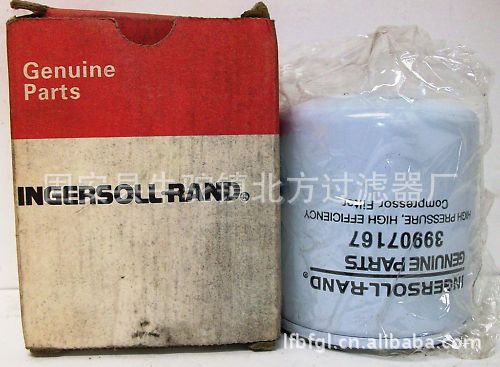 Genuine
Parts
INGERSOLL-RAND®
固安县牛驼镇北方过滤器厂
INGERSOLL-RAND®
GENUINE PARTS
39907167
HIGH PRESSURE, HIGH EFFICIENCY
Compressor Filter
lfbfgl.cn.alibaba.com